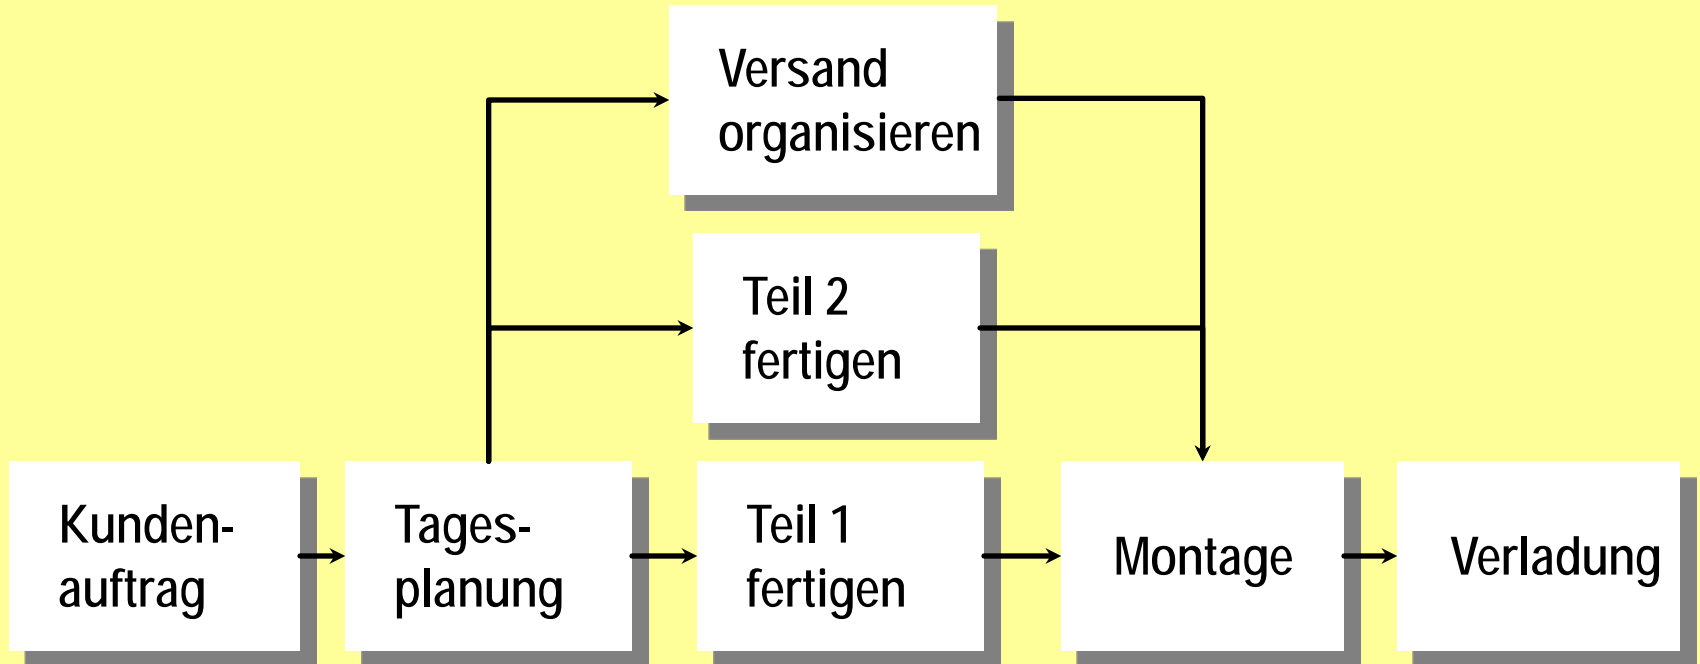 Versand
organisieren
Teil 2
fertigen
Kunden-
auftrag
Tages-
planung
Teil 1
fertigen
Montage
Verladung